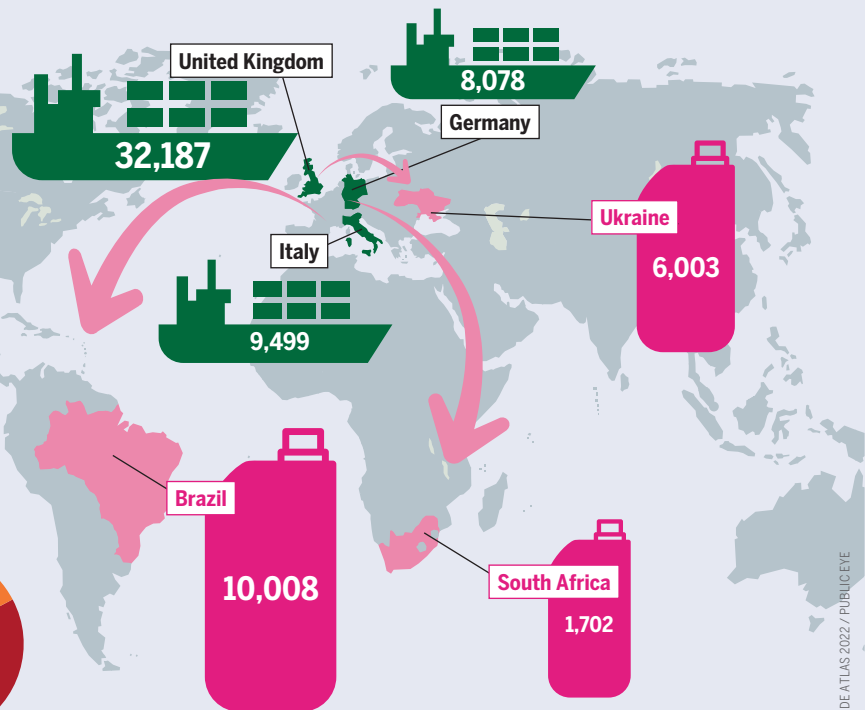 United Kingdom
8,078
32,187
Germany
Ukraine
Italy
6,003
9,499
Brazil
10,008
South Africa
1,702
DE ATLAS 2022 / PUBLIC EYE